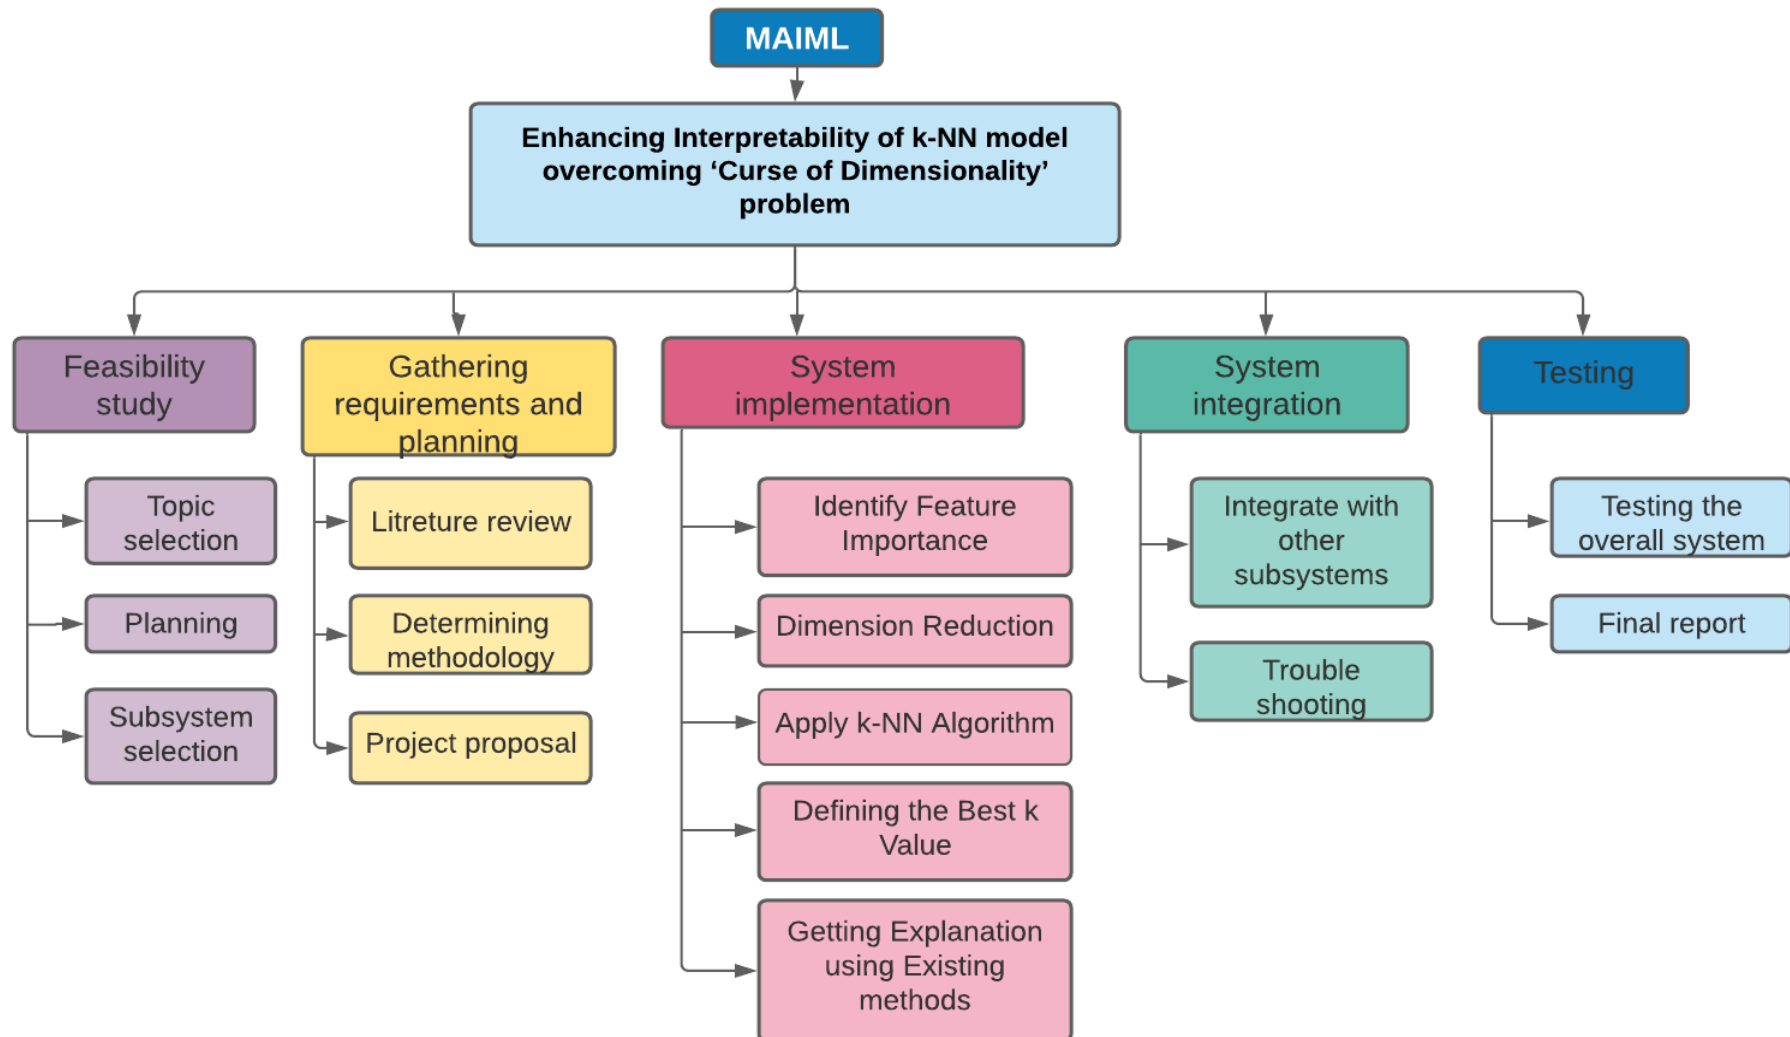 MAIML
Enhancing Interpretability of k-NN model
overcoming ‘Curse of Dimensionality’
problem
Feasibility
study
Topic
selection
Planning
Subsystem
selection
Gathering
requirements and
planning
Litreture review
Determining
methodology
Project proposal
System
implementation
Identify Feature
Importance
Dimension Reduction
Apply k-NN Algorithm
Defining the Best k
Value
Getting Explanation
using Existing
methods
System
integration
Integrate with
other
subsystems
Trouble
shooting
Testing
Testing the
overall system
Final report